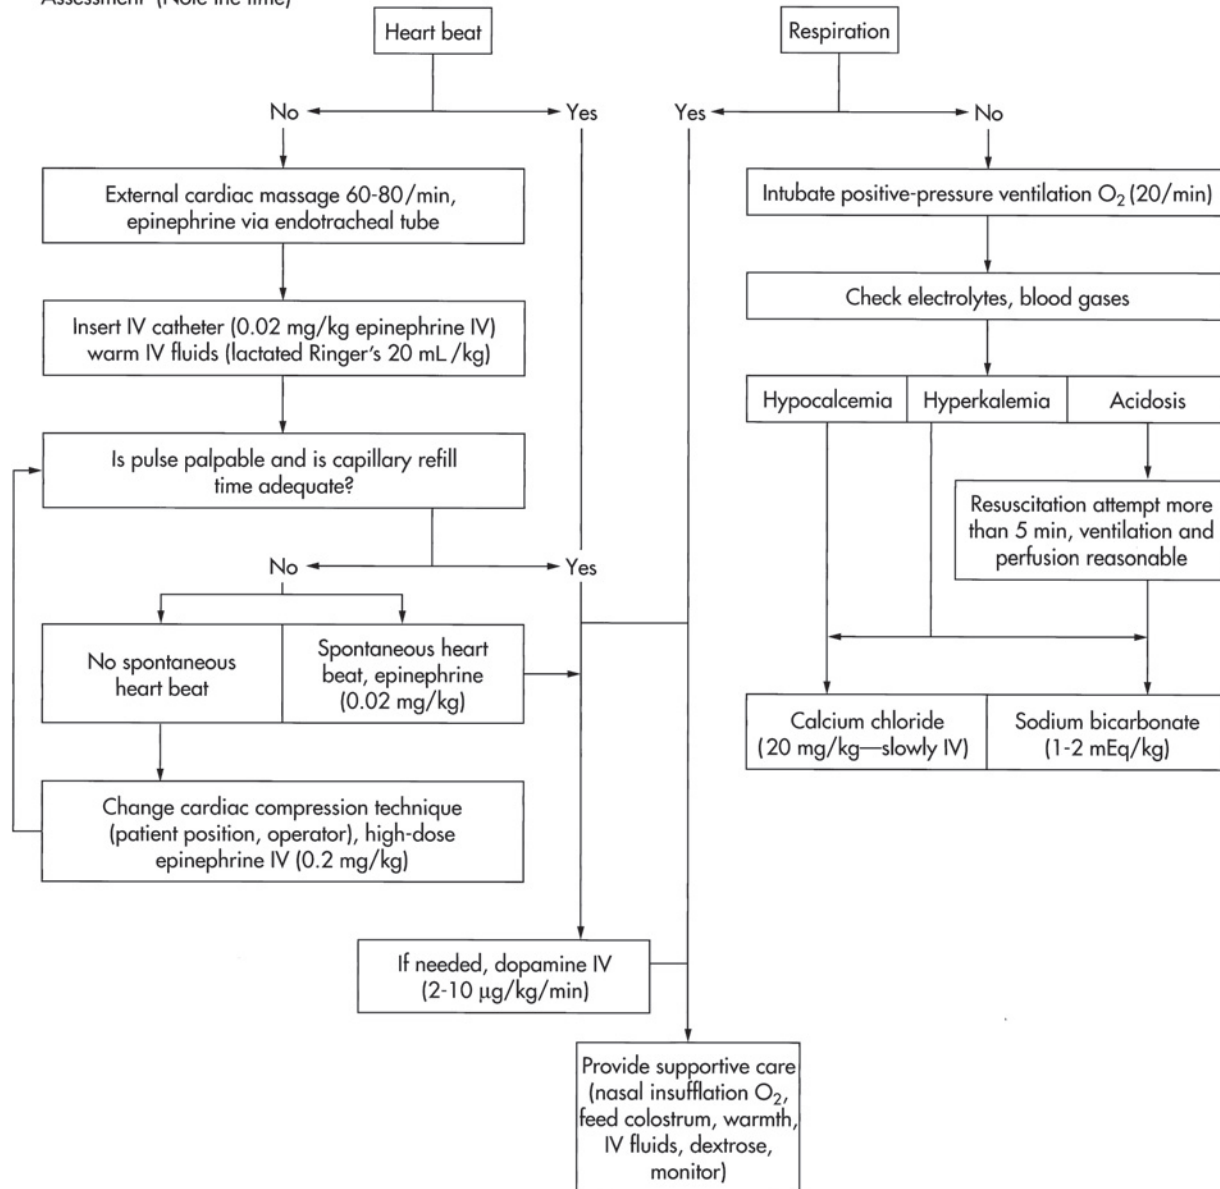 Assessment (Note the time)
Heart beat
Respiration
No
Yes
Yes
No
External cardiac massage 60-80/min,
epinephrine via endotracheal tube
Intubate positive-pressure ventilation O₂ (20/min)
Insert IV catheter (0.02 mg/kg epinephrine IV)
warm IV fluids (lactated Ringer's 20 mL/kg)
Check electrolytes, blood gases
Hypocalcemia
Hyperkalemia
Acidosis
Is pulse palpable and is capillary refill
time adequate?
Resuscitation attempt more
than 5 min, ventilation and
perfusion reasonable
No
Yes
No spontaneous
heart beat
Spontaneous heart
beat, epinephrine
(0.02 mg/kg)
Calcium chloride
(20 mg/kg—slowly IV)
Sodium bicarbonate
(1-2 mEq/kg)
Change cardiac compression technique
(patient position, operator), high-dose
epinephrine IV (0.2 mg/kg)
If needed, dopamine IV
(2-10 μg/kg/min)
Provide supportive care
(nasal insufflation O₂,
feed colostrum, warmth,
IV fluids, dextrose,
monitor)